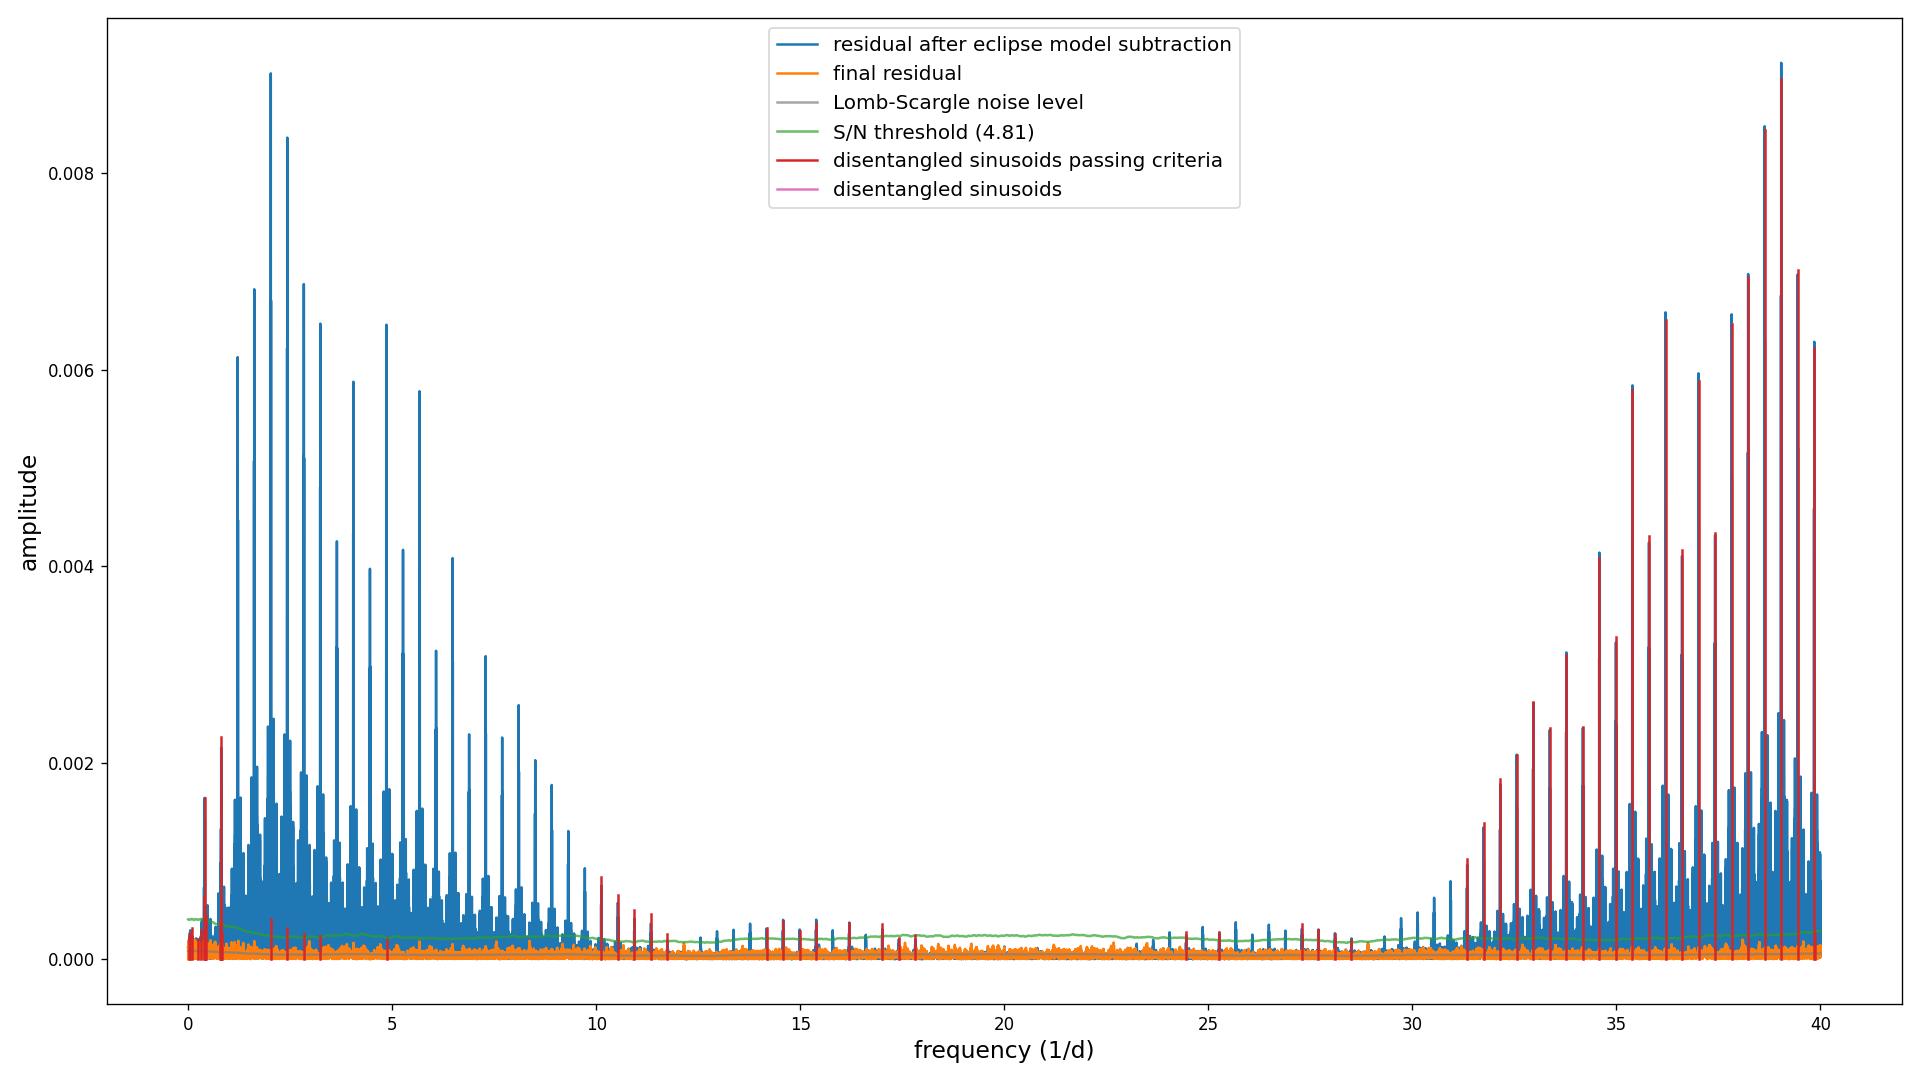 residual after eclipse model subtraction
final residual
Lomb-Scargle noise level
S/N threshold (4.81)
disentangled sinusoids passing criteria
disentangled sinusoids
amplitude
0.008
0.006
0.004
0.002
0.000
0 5 10 15 20 25 30 35 40
frequency (1/d)